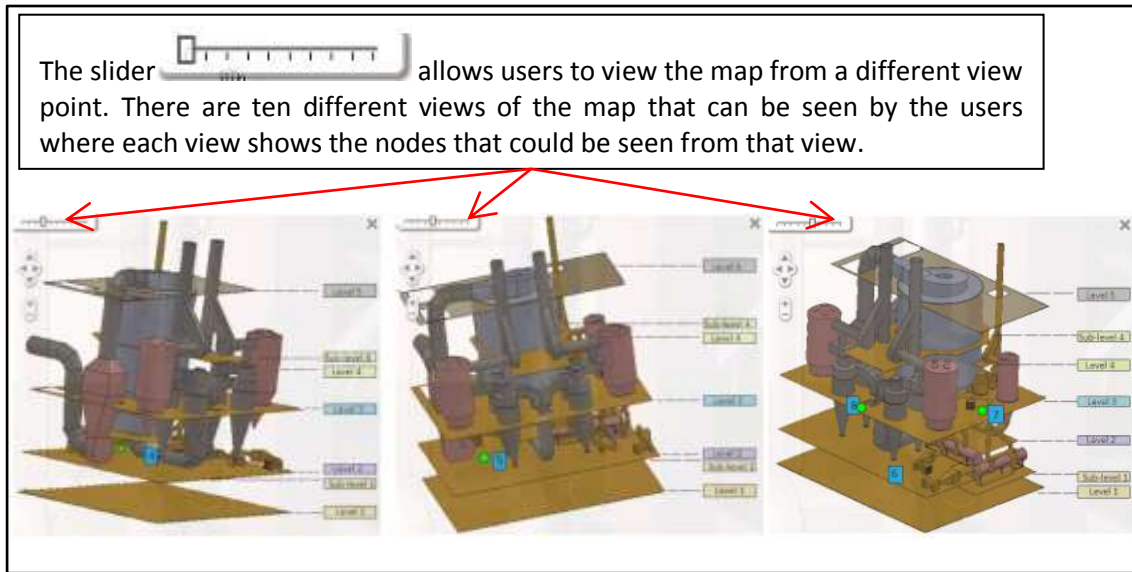 The slider allows users to view the map from a different view
point. There are ten different views of the map that can be seen by the users
where each view shows the nodes that could be seen from that view.
Level 5
Level 4
Level 3
Level 2
Sub-level 1
Level 1
Level 5
Sub-level 4
Level 4
Level 3
Level 2
Sub-level 1
Level 1
5
Level 5
Sub-level 4
Level 4
Level 3
Level 2
Sub-level 1
Level 1
7
6